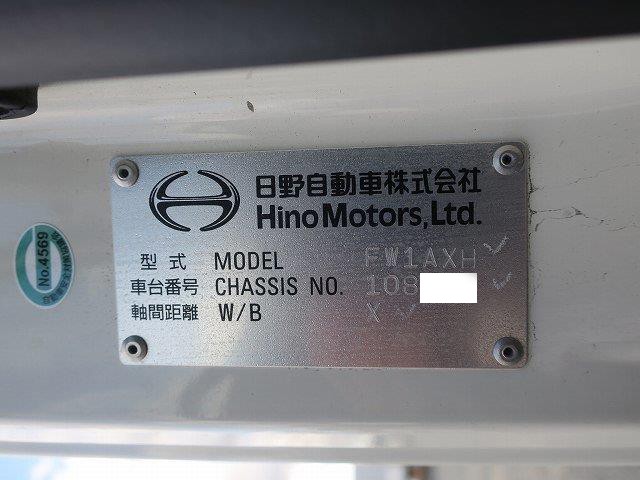 日野自動車株式会社
Hino Motors, Ltd.
型式 MODEL FW1AXH
車台番号 CHASSIS NO. 108
軸間距離 W/B X
No.4569